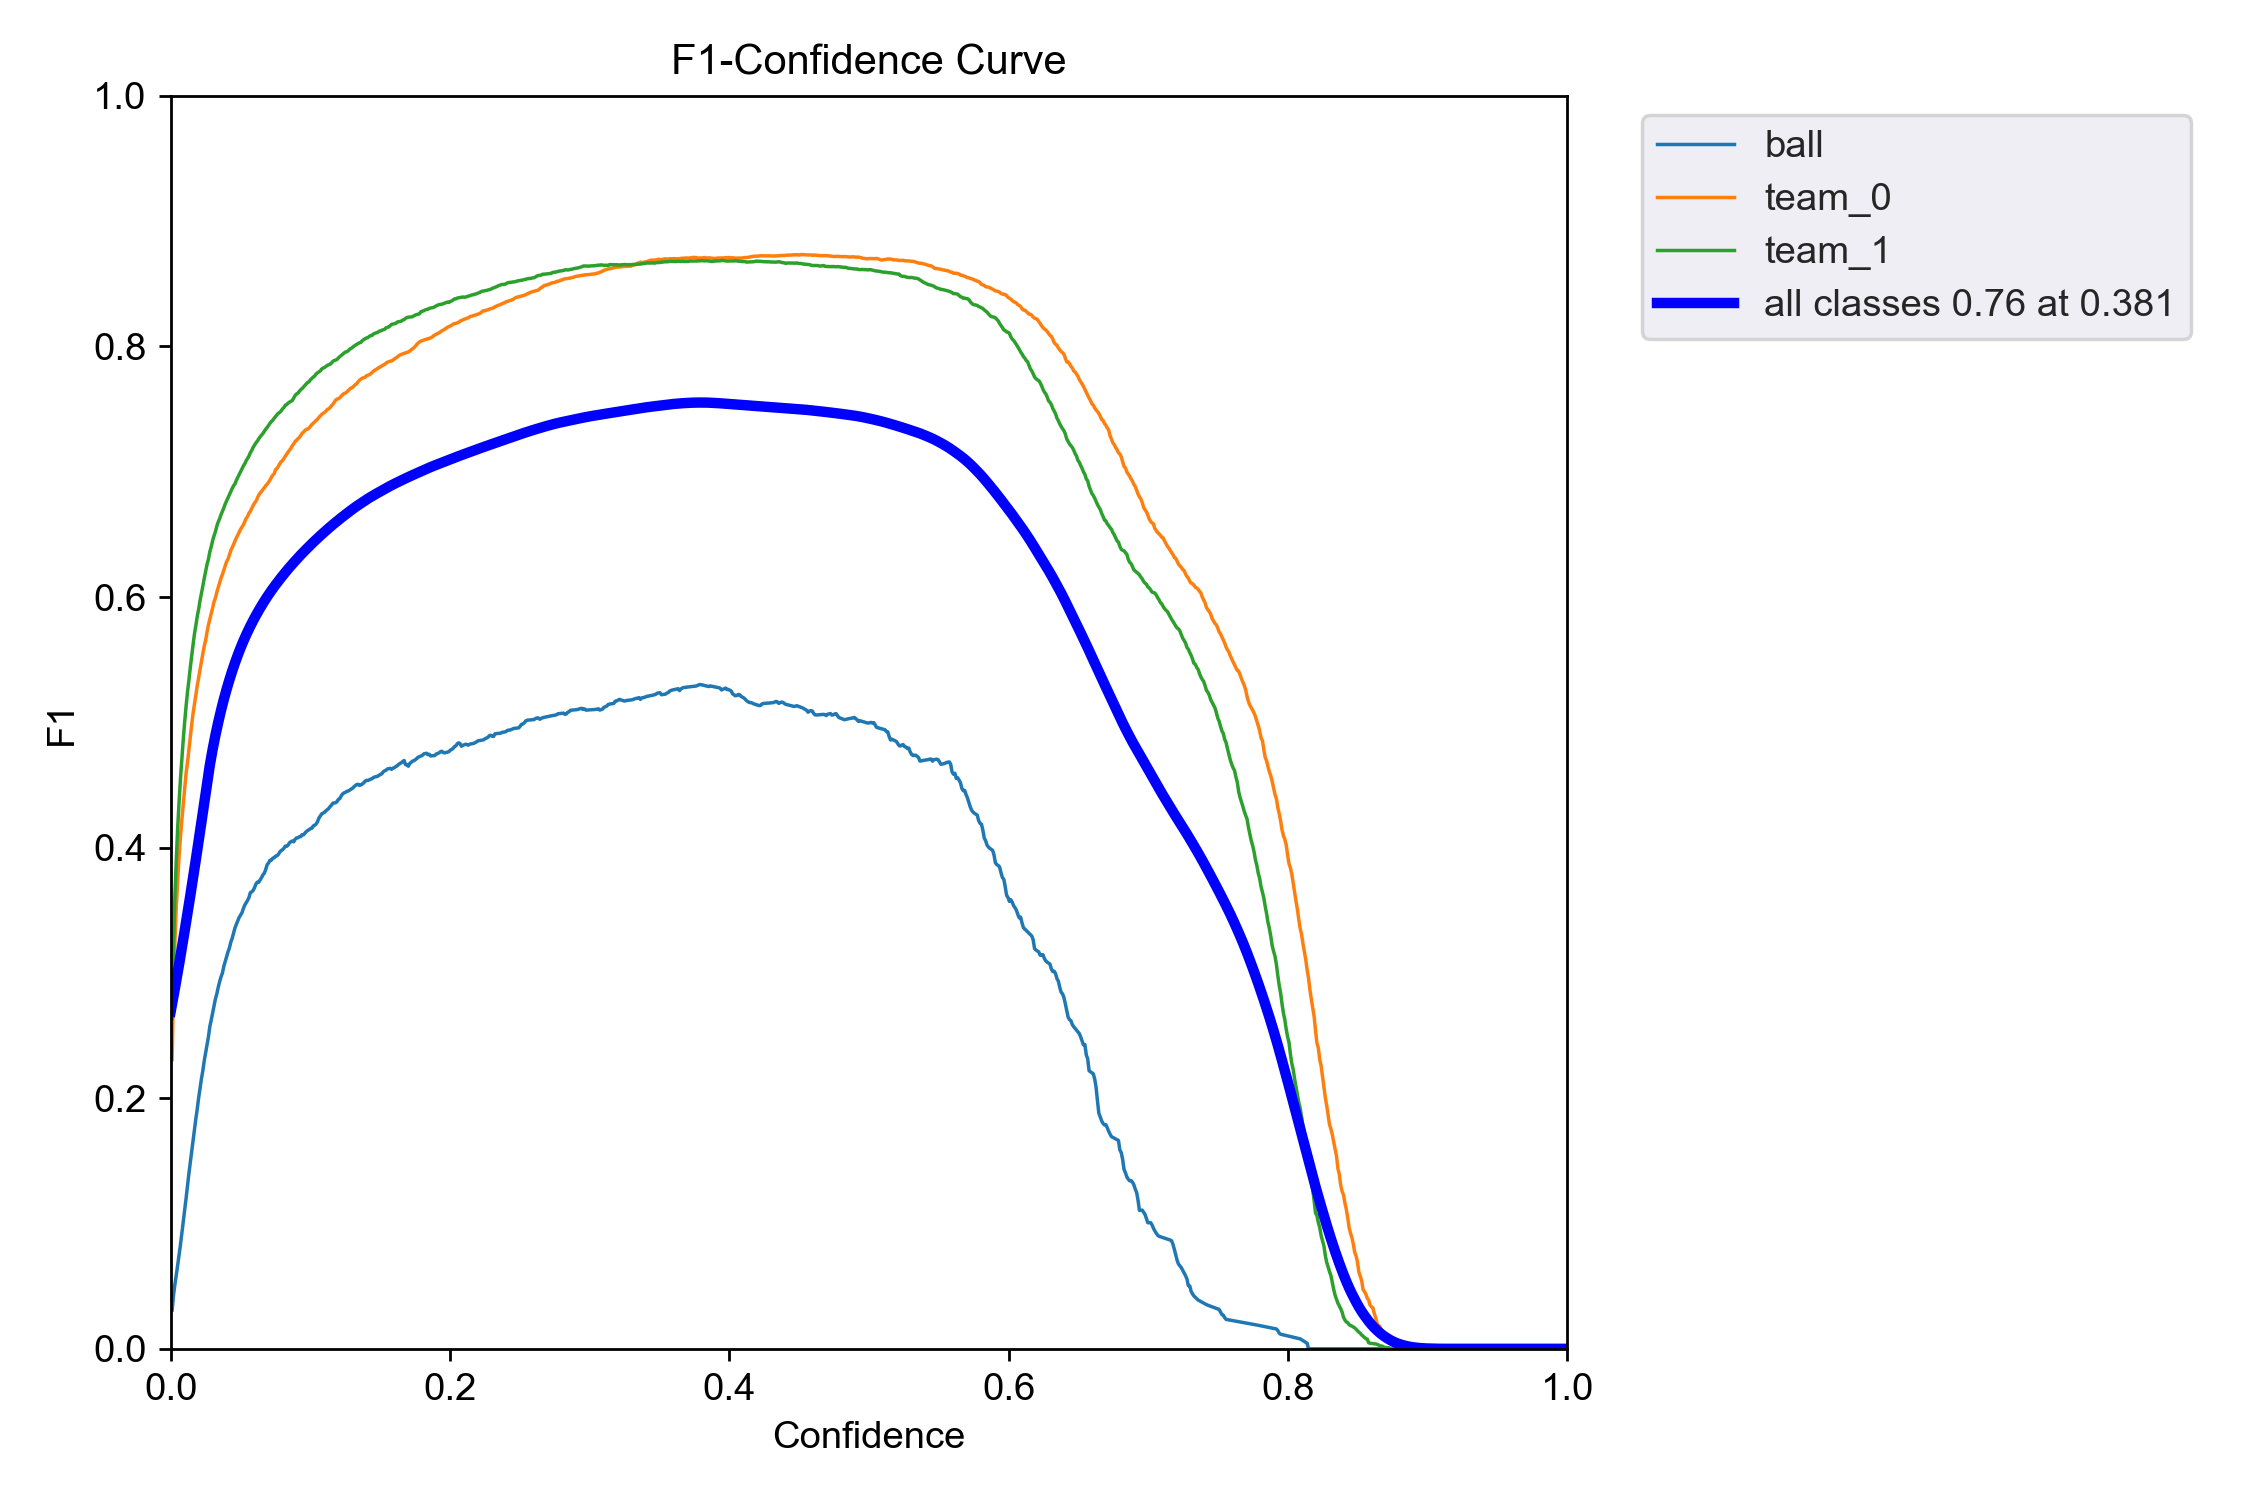 F1-Confidence Curve
1.0
0.8
0.6
0.4
0.2
0.0
F1
0.0 0.2 0.4 0.6 0.8 1.0
Confidence
ball
team_0
team_1
all classes 0.76 at 0.381